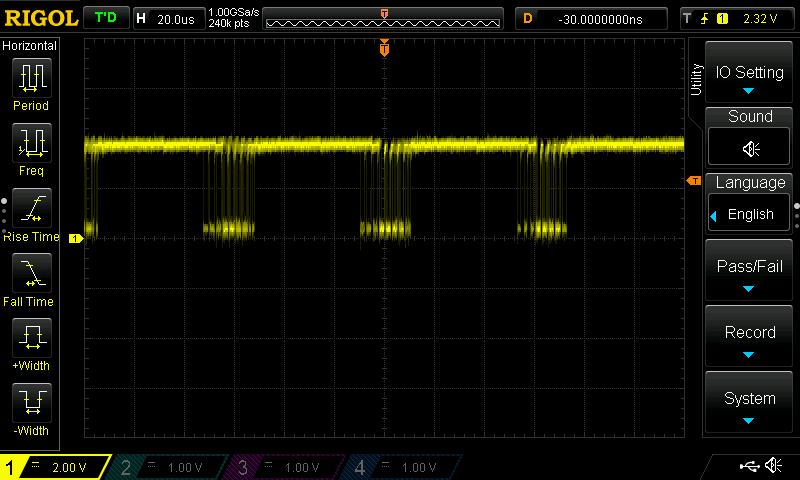 RIGOL T'D H 20.0us 1.00GSa/s 240k pts T D -30.0000000ns T 1 2.32 V
Horizontal
Period
Freq
Rise Time
Fall Time
+Width
-Width
T
T
1
Utility
IO Setting
Sound
Language
English
Pass/Fail
Record
System
1 2.00 V 2 1.00 V 3 1.00 V 4 1.00 V